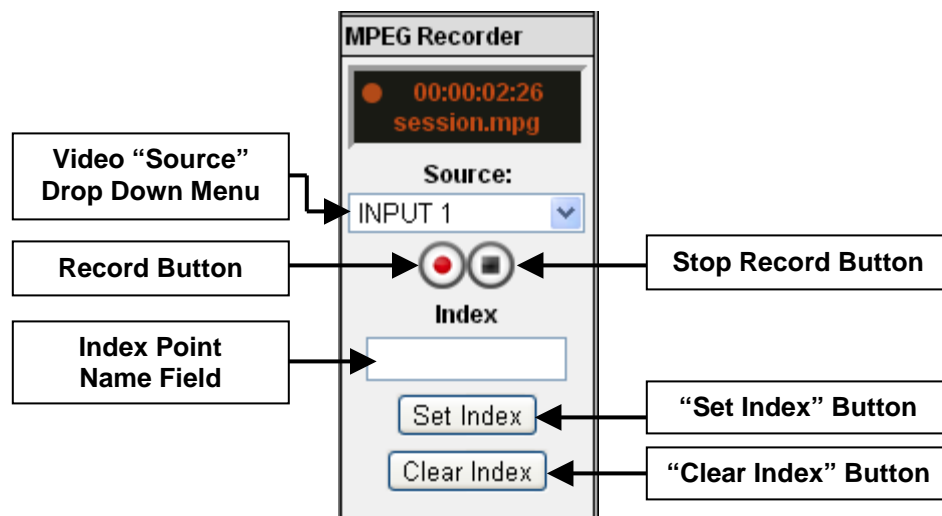 MPEG Recorder
00:00:02:26
session.mpg
Video “Source”
Drop Down Menu
Source:
INPUT 1
Record Button
Stop Record Button
Index
Index Point
Name Field
Set Index
“Set Index” Button
Clear Index
“Clear Index” Button